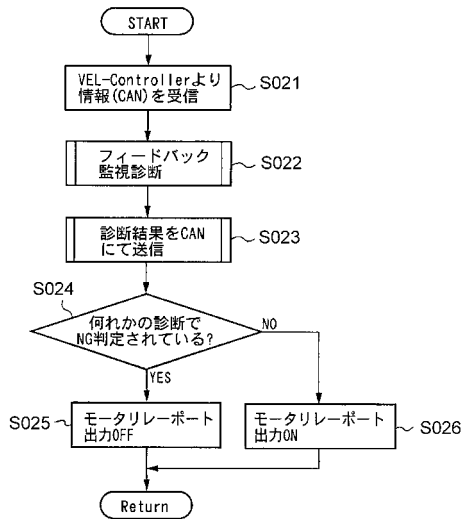 START
VEL-Controllerより
情報(CAN)を受信
S021
フィードバック
監視診断
S022
診断結果をCAN
にて送信
S023
S024
何れかの診断で
NG判定されている?
NO
YES
S025
モータリレーポート
出力OFF
モータリレーポート
出力ON
S026
Return